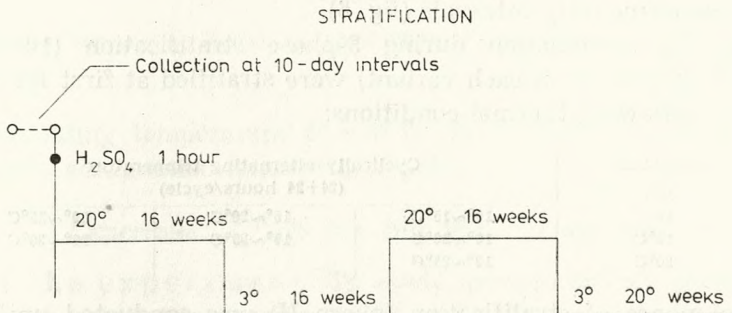 STRATIFICATION
Collection at 10-day intervals
H₂SO₄ 1 hour
20° 16 weeks
20° 16 weeks
3° 16 weeks
3° 20° weeks